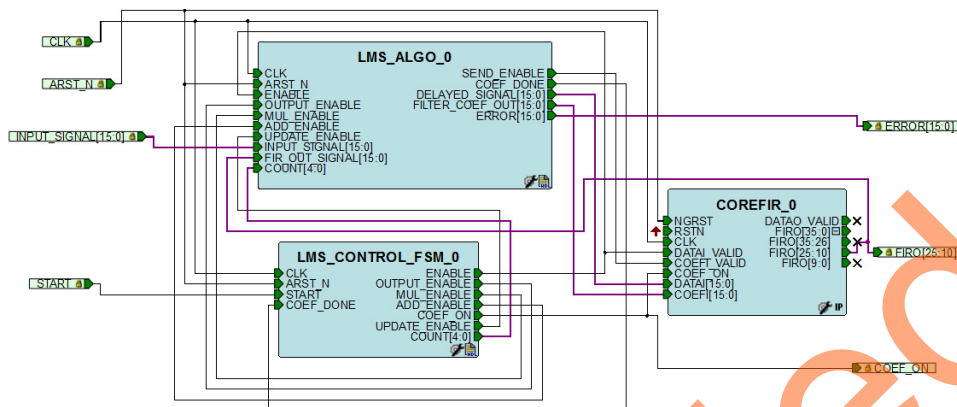 CLK
ARST_N
INPUT_SIGNAL[15:0]
START
LMS_ALGO_0
CLK
ARST_N
ENABLE
OUTPUT_ENABLE
MUL_ENABLE
ADD_ENABLE
UPDATE_ENABLE
INPUT_SIGNAL[15:0]
FIR_OUT_SIGNAL[15:0]
COUNT[4:0]
SEND_ENABLE
COEF_DONE
DELAYED_SIGNAL[15:0]
FILTER_COEF_OUT[15:0]
ERROR[15:0]
HDL
LMS_CONTROL_FSM_0
CLK
ARST_N
START
COEF_DONE
ENABLE
OUTPUT_ENABLE
MUL_ENABLE
ADD_ENABLE
COEF_ON
UPDATE_ENABLE
COUNT[4:0]
HDL
COREFIR_0
NGRST
RSTN
CLK
DATAI_VALID
COEFI_VALID
COEF_ON
DATAI[15:0]
COEFI[15:0]
DATAO_VALID
FIRO[35:0]
FIRO[35:26]
FIRO[25:10]
FIRO[9:0]
IP
ERROR[15:0]
FIRO[25:10]
COEF_ON